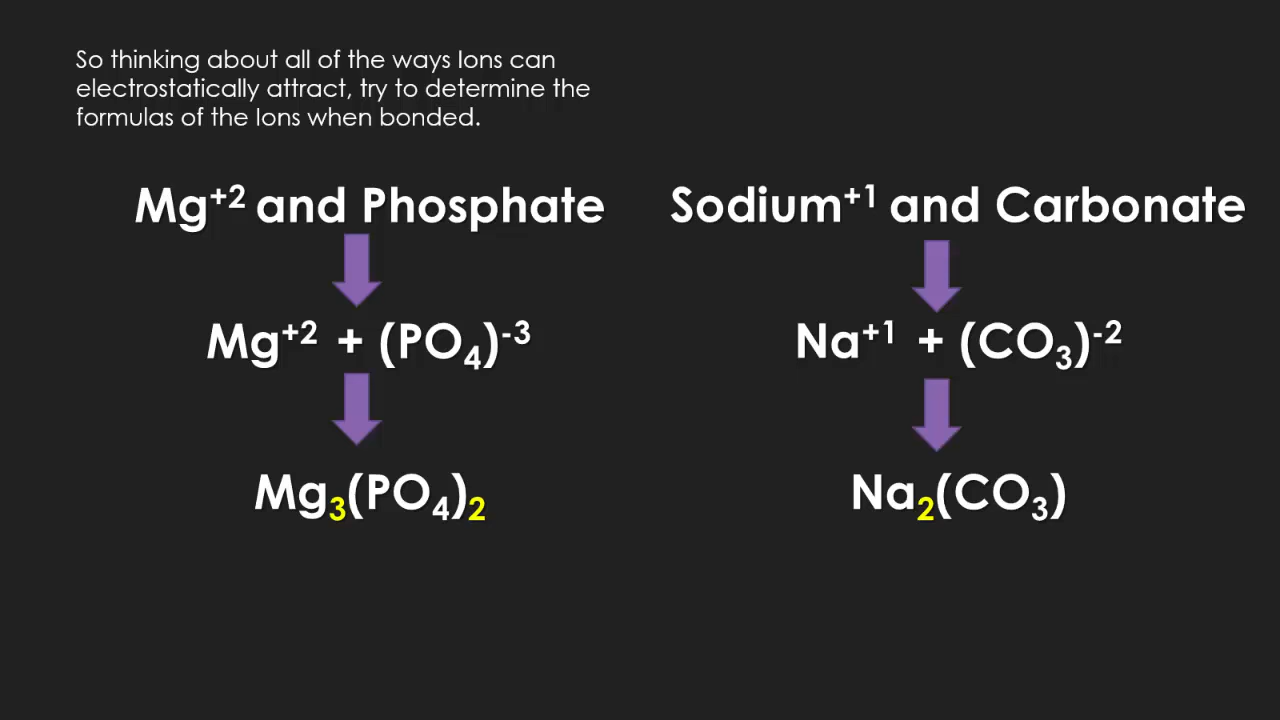 So thinking about all of the ways Ions can
electrostatically attract, try to determine the
formulas of the Ions when bonded.
Mg⁺² and Phosphate
Sodium⁺¹ and Carbonate
Mg⁺² + (PO₄)⁻³
Na⁺¹ + (CO₃)⁻²
Mg₃(PO₄)₂
Na₂(CO₃)